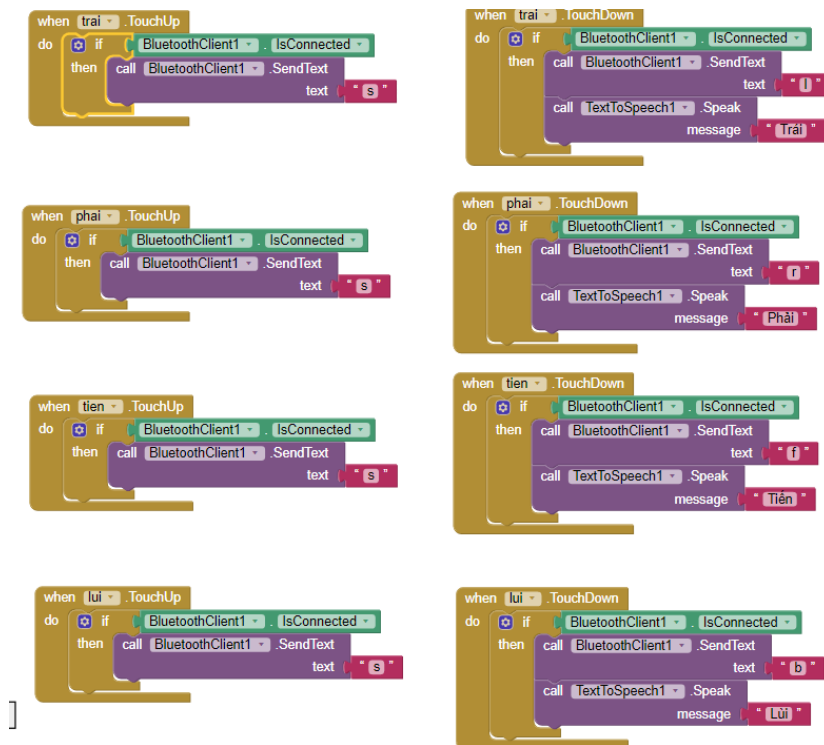 when trai .TouchUp
do if BluetoothClient1 . IsConnected
then call BluetoothClient1 .SendText
text " s "
when trai .TouchDown
do if BluetoothClient1 . IsConnected
then call BluetoothClient1 .SendText
text " l "
call TextToSpeech1 .Speak
message " Trái "
when phai .TouchUp
do if BluetoothClient1 . IsConnected
then call BluetoothClient1 .SendText
text " s "
when phai .TouchDown
do if BluetoothClient1 . IsConnected
then call BluetoothClient1 .SendText
text " r "
call TextToSpeech1 .Speak
message " Phải "
when tien .TouchUp
do if BluetoothClient1 . IsConnected
then call BluetoothClient1 .SendText
text " s "
when tien .TouchDown
do if BluetoothClient1 . IsConnected
then call BluetoothClient1 .SendText
text " f "
call TextToSpeech1 .Speak
message " Tiến "
when lui .TouchUp
do if BluetoothClient1 . IsConnected
then call BluetoothClient1 .SendText
text " s "
when lui .TouchDown
do if BluetoothClient1 . IsConnected
then call BluetoothClient1 .SendText
text " b "
call TextToSpeech1 .Speak
message " Lùi "